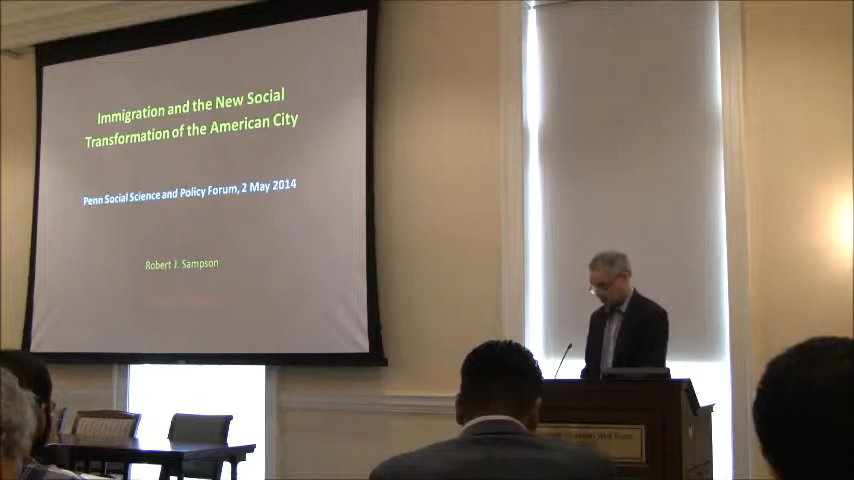 Immigration and the New Social
Transformation of the American City
Penn Social Science and Policy Forum, 2 May 2014
Robert J. Sampson